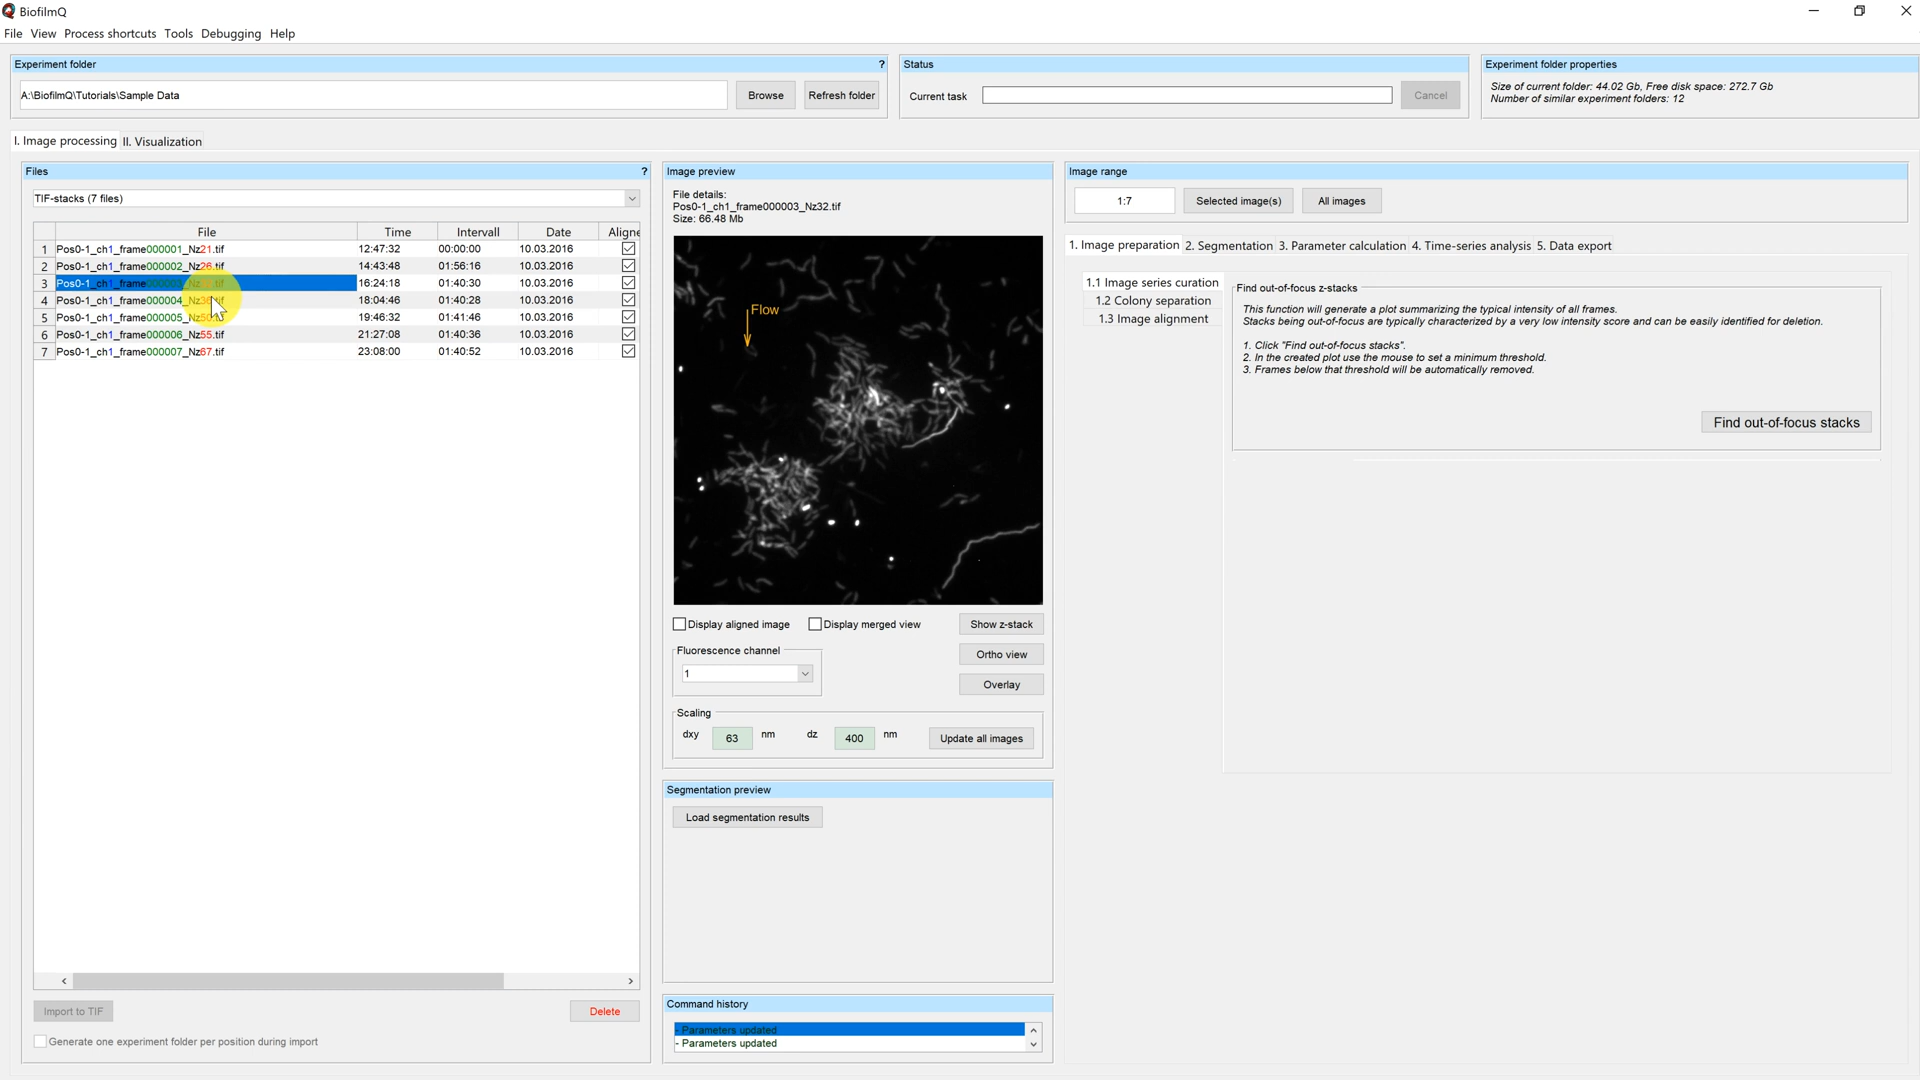 BiofilmQ
File View Process shortcuts Tools Debugging Help
Experiment folder ?
A:\BiofilmQ\Tutorials\Sample Data
Browse
Refresh folder
Status
Current task
Cancel
Experiment folder properties
Size of current folder: 44.02 Gb, Free disk space: 272.7 Gb
Number of similar experiment folders: 12
I. Image processing II. Visualization
Files ?
TIF-stacks (7 files)
File Time Intervall Date Aligne
1 Pos0-1_ch1_frame000001_Nz21.tif 12:47:32 00:00:00 10.03.2016
2 Pos0-1_ch1_frame000002_Nz26.tif 14:43:48 01:56:16 10.03.2016
3 Pos0-1_ch1_frame000003_Nz32.tif 16:24:18 01:40:30 10.03.2016
4 Pos0-1_ch1_frame000004_ 18:04:46 01:40:28 10.03.2016
5 Pos0-1_ch1_frame000005_Nz50.tif 19:46:32 01:41:46 10.03.2016
6 Pos0-1_ch1_frame000006_Nz55.tif 21:27:08 01:40:36 10.03.2016
7 Pos0-1_ch1_frame000007_Nz67.tif 23:08:00 01:40:52 10.03.2016
Import to TIF
Delete
Generate one experiment folder per position during import
Image preview
File details:
Pos0-1_ch1_frame000003_Nz32.tif
Size: 66.48 Mb
Flow
Display aligned image Display merged view
Show z-stack
Fluorescence channel
1
Ortho view
Overlay
Scaling
dxy 63 nm dz 400 nm
Update all images
Segmentation preview
Load segmentation results
Command history
- Parameters updated
- Parameters updated
Image range
1:7
Selected image(s)
All images
1. Image preparation 2. Segmentation 3. Parameter calculation 4. Time-series analysis 5. Data export
1.1 Image series curation
1.2 Colony separation
1.3 Image alignment
Find out-of-focus z-stacks
This function will generate a plot summarizing the typical intensity of all frames.
Stacks being out-of-focus are typically characterized by a very low intensity score and can be easily identified for deletion.
1. Click "Find out-of-focus stacks".
2. In the created plot use the mouse to set a minimum threshold.
3. Frames below that threshold will be automatically removed.
Find out-of-focus stacks